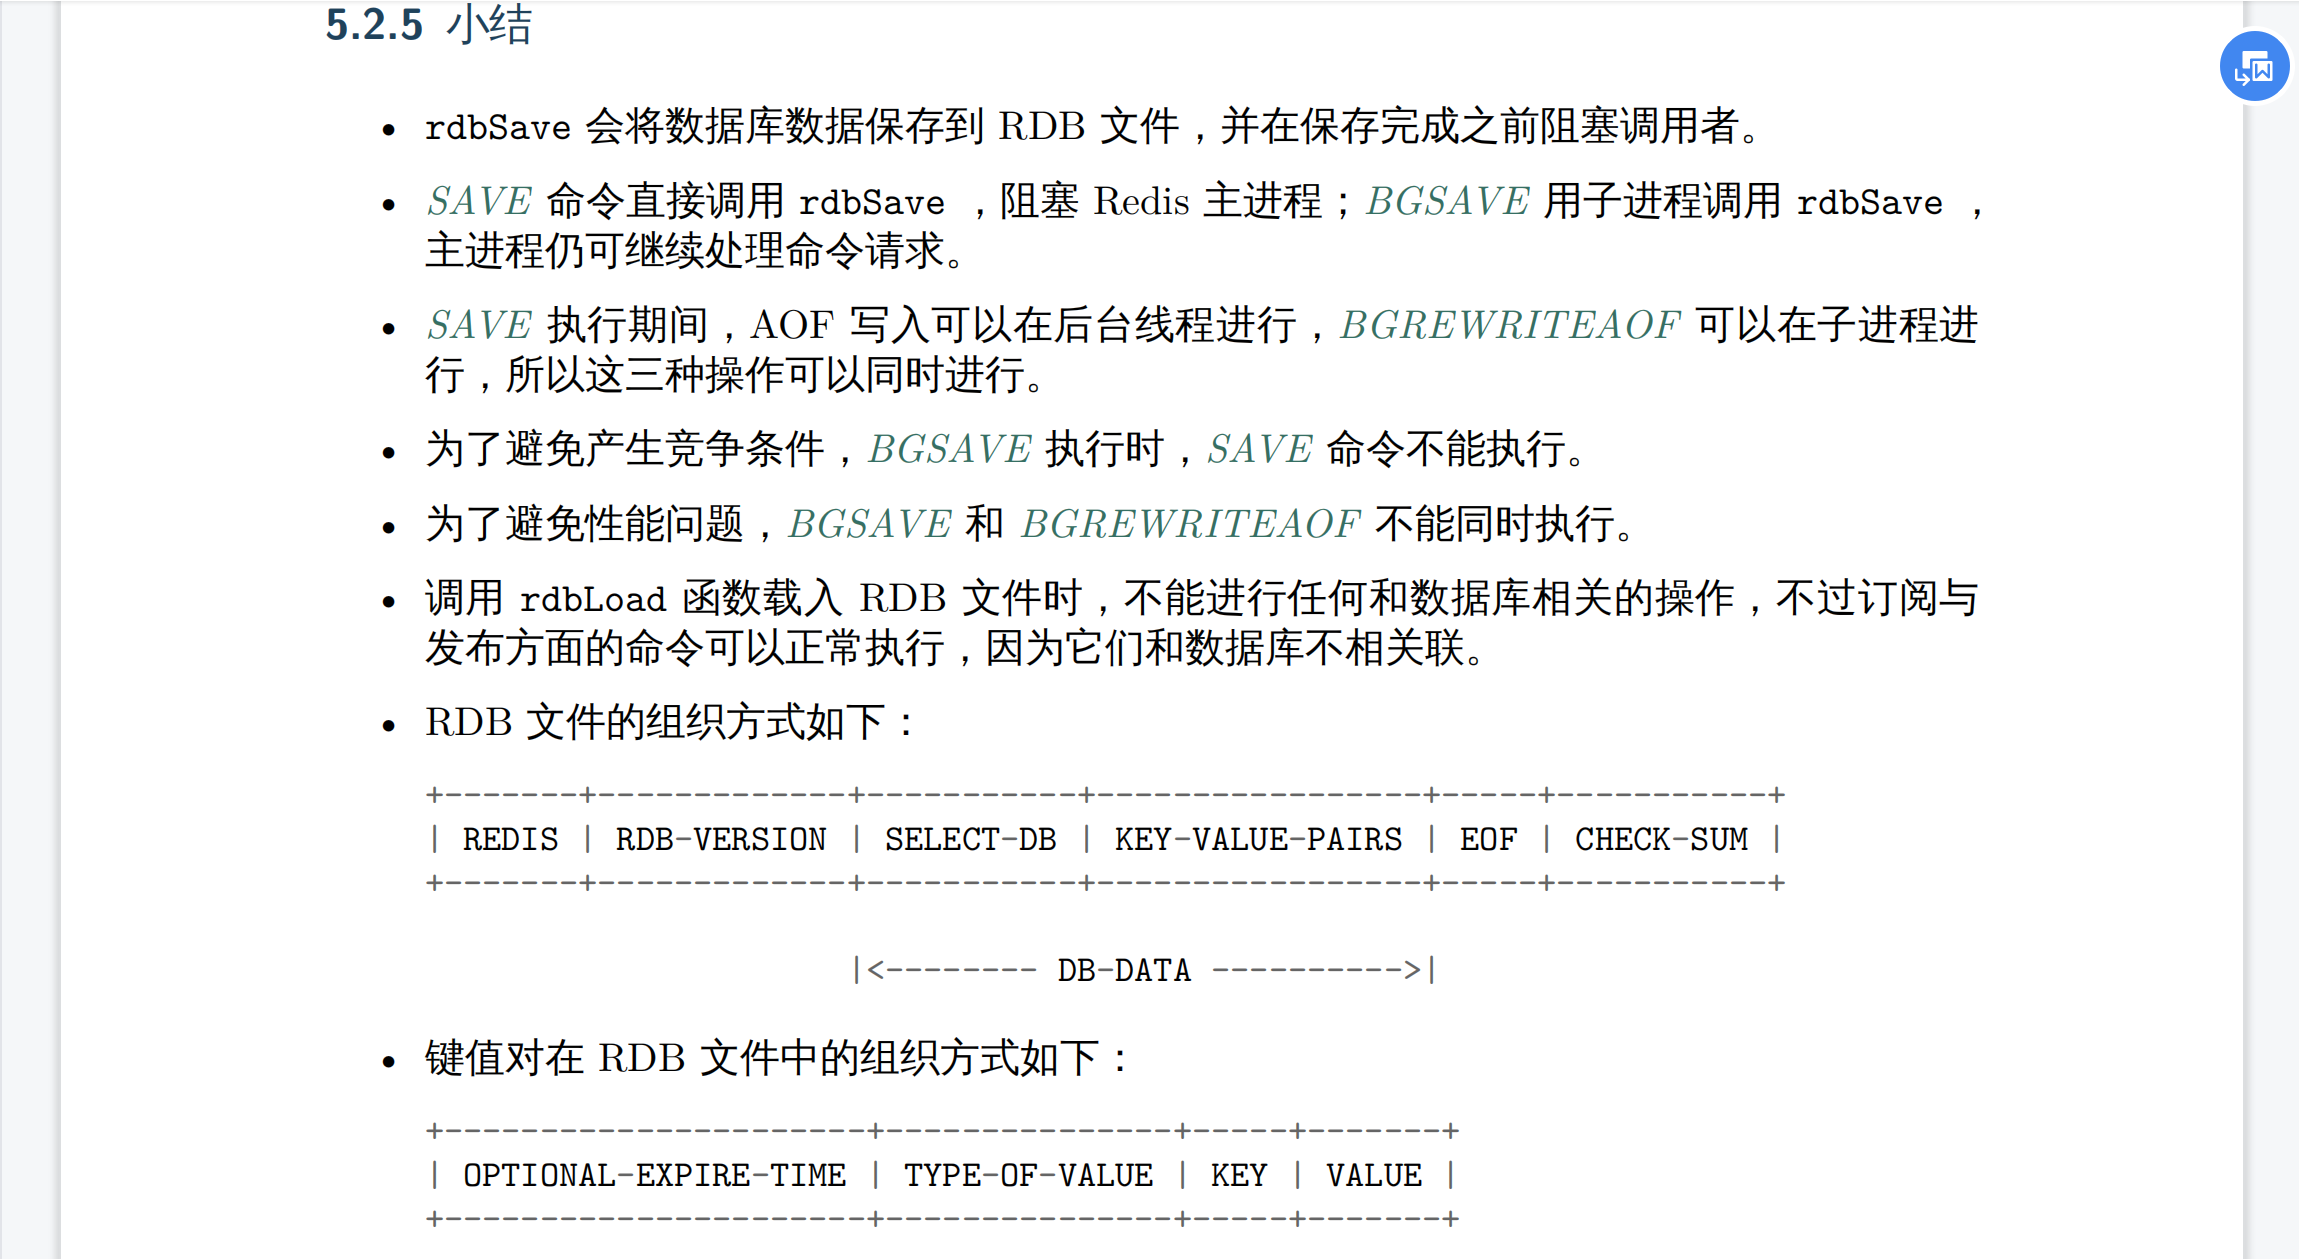 5.2.5 小结
• rdbSave 会将数据库数据保存到 RDB 文件，并在保存完成之前阻塞调用者。
• SAVE 命令直接调用 rdbSave ，阻塞 Redis 主进程；BGSAVE 用子进程调用 rdbSave ，
主进程仍可继续处理命令请求。
• SAVE 执行期间，AOF 写入可以在后台线程进行，BGREWRITEAOF 可以在子进程进
行，所以这三种操作可以同时进行。
• 为了避免产生竞争条件，BGSAVE 执行时，SAVE 命令不能执行。
• 为了避免性能问题，BGSAVE 和 BGREWRITEAOF 不能同时执行。
• 调用 rdbLoad 函数载入 RDB 文件时，不能进行任何和数据库相关的操作，不过订阅与
发布方面的命令可以正常执行，因为它们和数据库不相关联。
• RDB 文件的组织方式如下：
+-------+-------------+-----------+-----------------+-----+-----------+
| REDIS | RDB-VERSION | SELECT-DB | KEY-VALUE-PAIRS | EOF | CHECK-SUM |
+-------+-------------+-----------+-----------------+-----+-----------+
|<-------- DB-DATA ---------->|
• 键值对在 RDB 文件中的组织方式如下：
+----------------------+---------------+-----+-------+
| OPTIONAL-EXPIRE-TIME | TYPE-OF-VALUE | KEY | VALUE |
+----------------------+---------------+-----+-------+